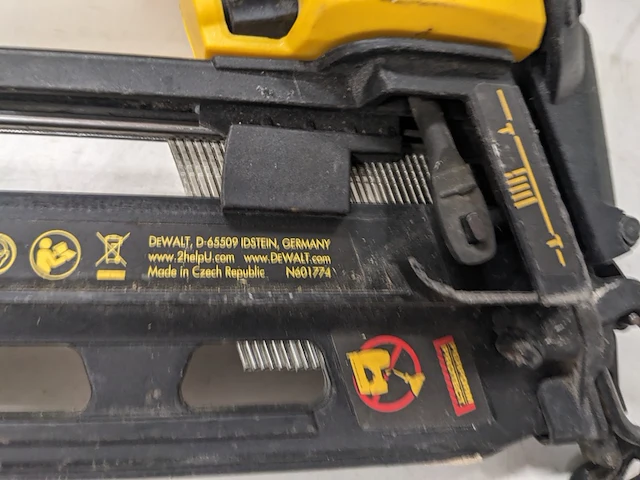 DEWALT, D-65509 IDSTEIN, GERMANY
www.2helpU.com www.DEWALT.com
Made in Czech Republic N601774